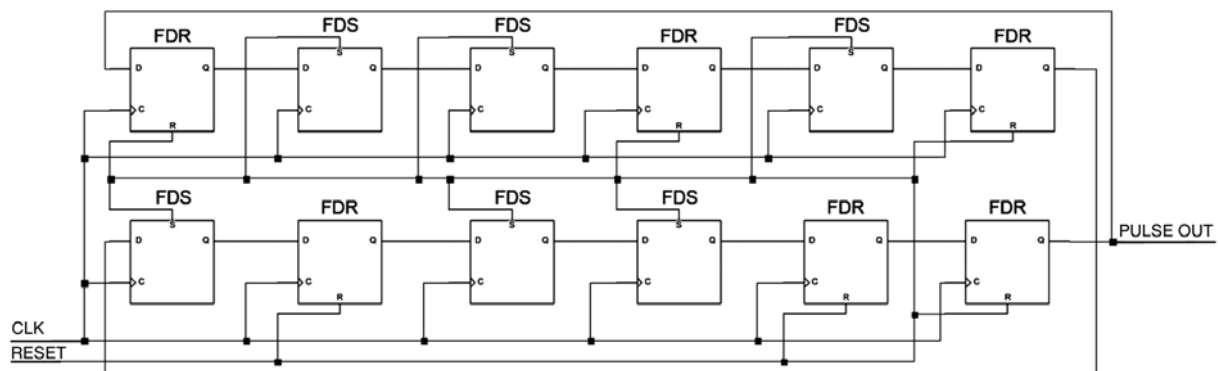 FDR FDS FDS FDR FDS FDR
S S S
D Q D Q D Q D Q D Q D Q
C C C C C C
R R R
FDS FDR FDS FDS FDR FDR
S S S
D Q D Q D Q D Q D Q D Q
PULSE OUT
C C C C C C
R R R
CLK
RESET